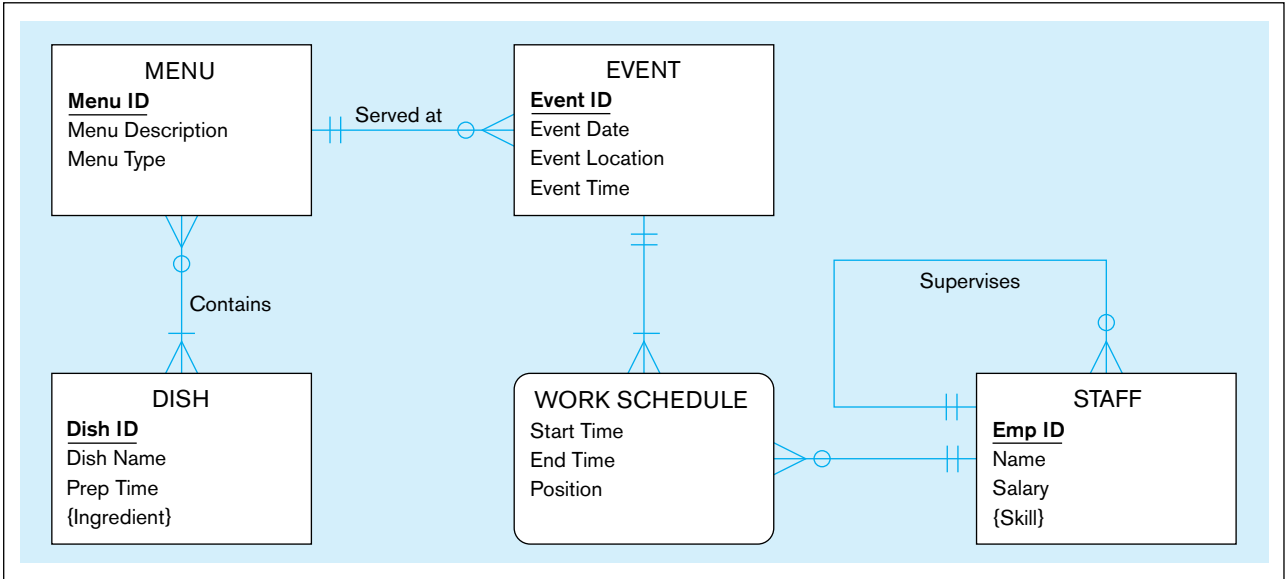 MENU
Menu ID
Menu Description
Menu Type
Served at
EVENT
Event ID
Event Date
Event Location
Event Time
Contains
Supervises
DISH
Dish ID
Dish Name
Prep Time
{Ingredient}
WORK SCHEDULE
Start Time
End Time
Position
STAFF
Emp ID
Name
Salary
{Skill}